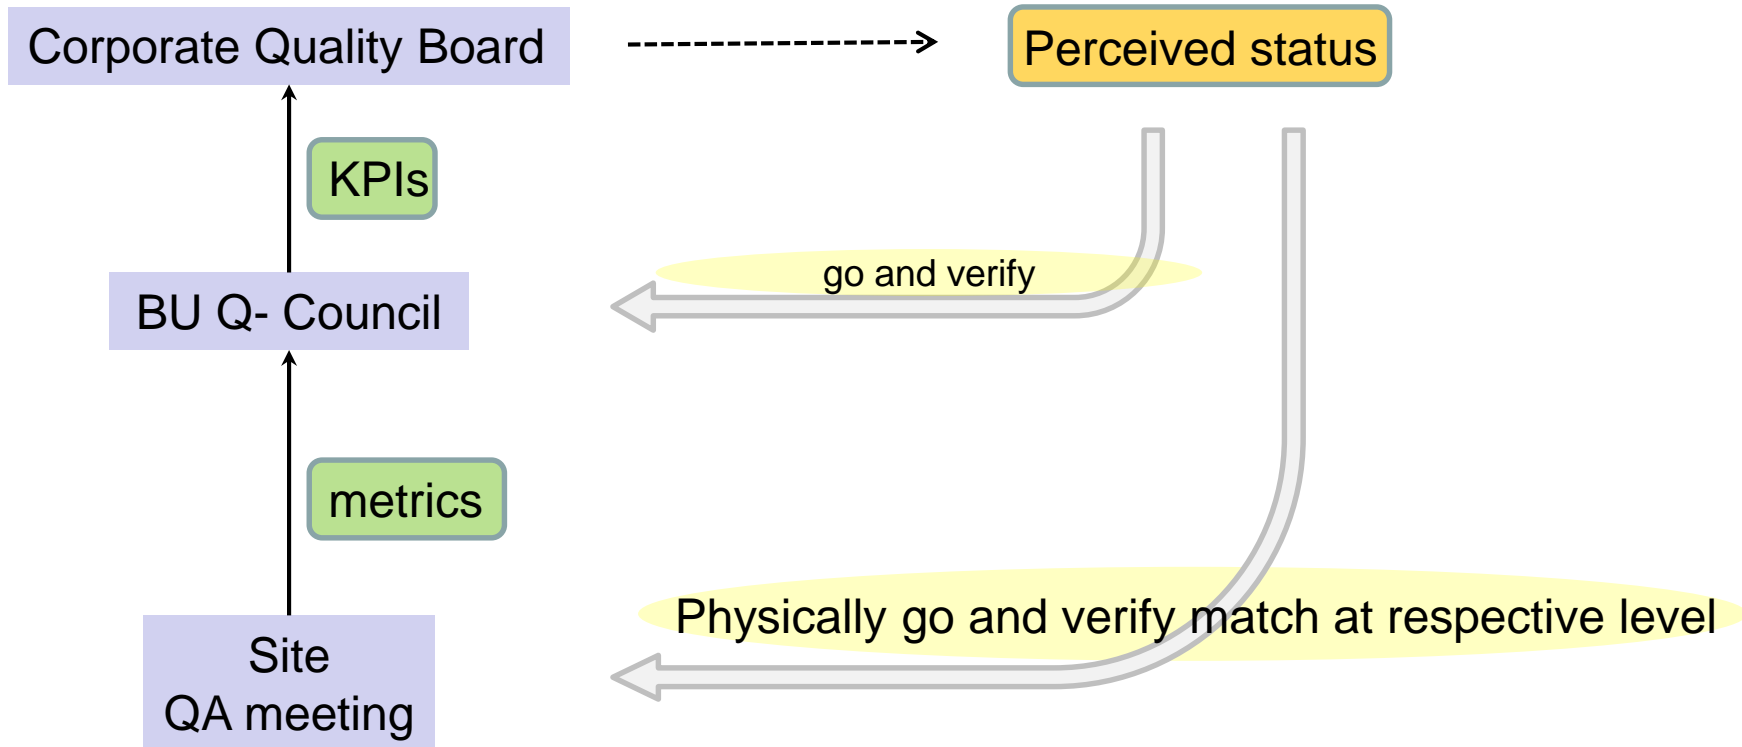 Corporate Quality Board
Perceived status
KPIs
go and verify
BU Q- Council
metrics
Physically go and verify match at respective level
Site
QA meeting